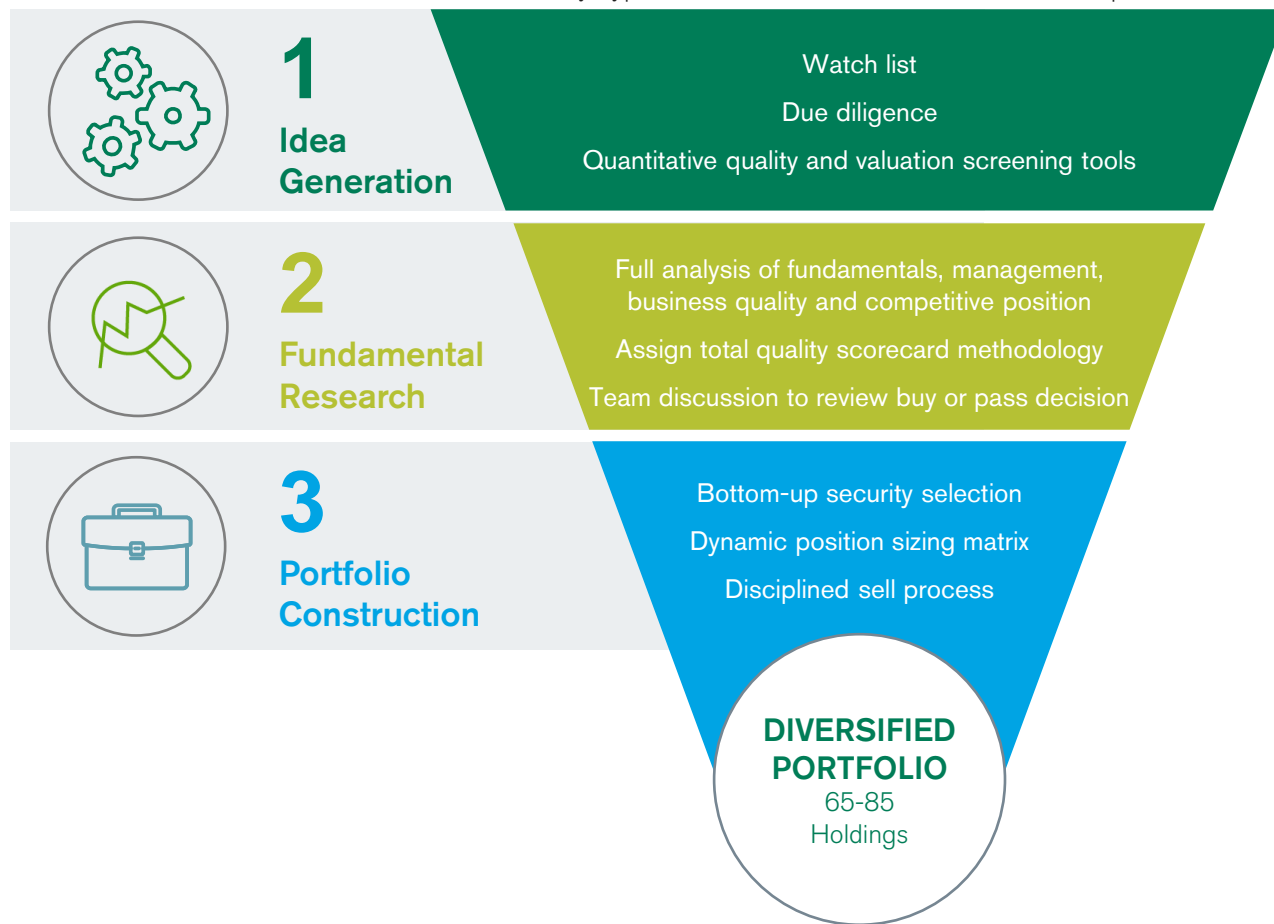 1
Idea
Generation
Watch list
Due diligence
Quantitative quality and valuation screening tools
2
Fundamental
Research
Full analysis of fundamentals, management,
business quality and competitive position
Assign total quality scorecard methodology
Team discussion to review buy or pass decision
3
Portfolio
Construction
Bottom-up security selection
Dynamic position sizing matrix
Disciplined sell process
DIVERSIFIED
PORTFOLIO
65-85
Holdings